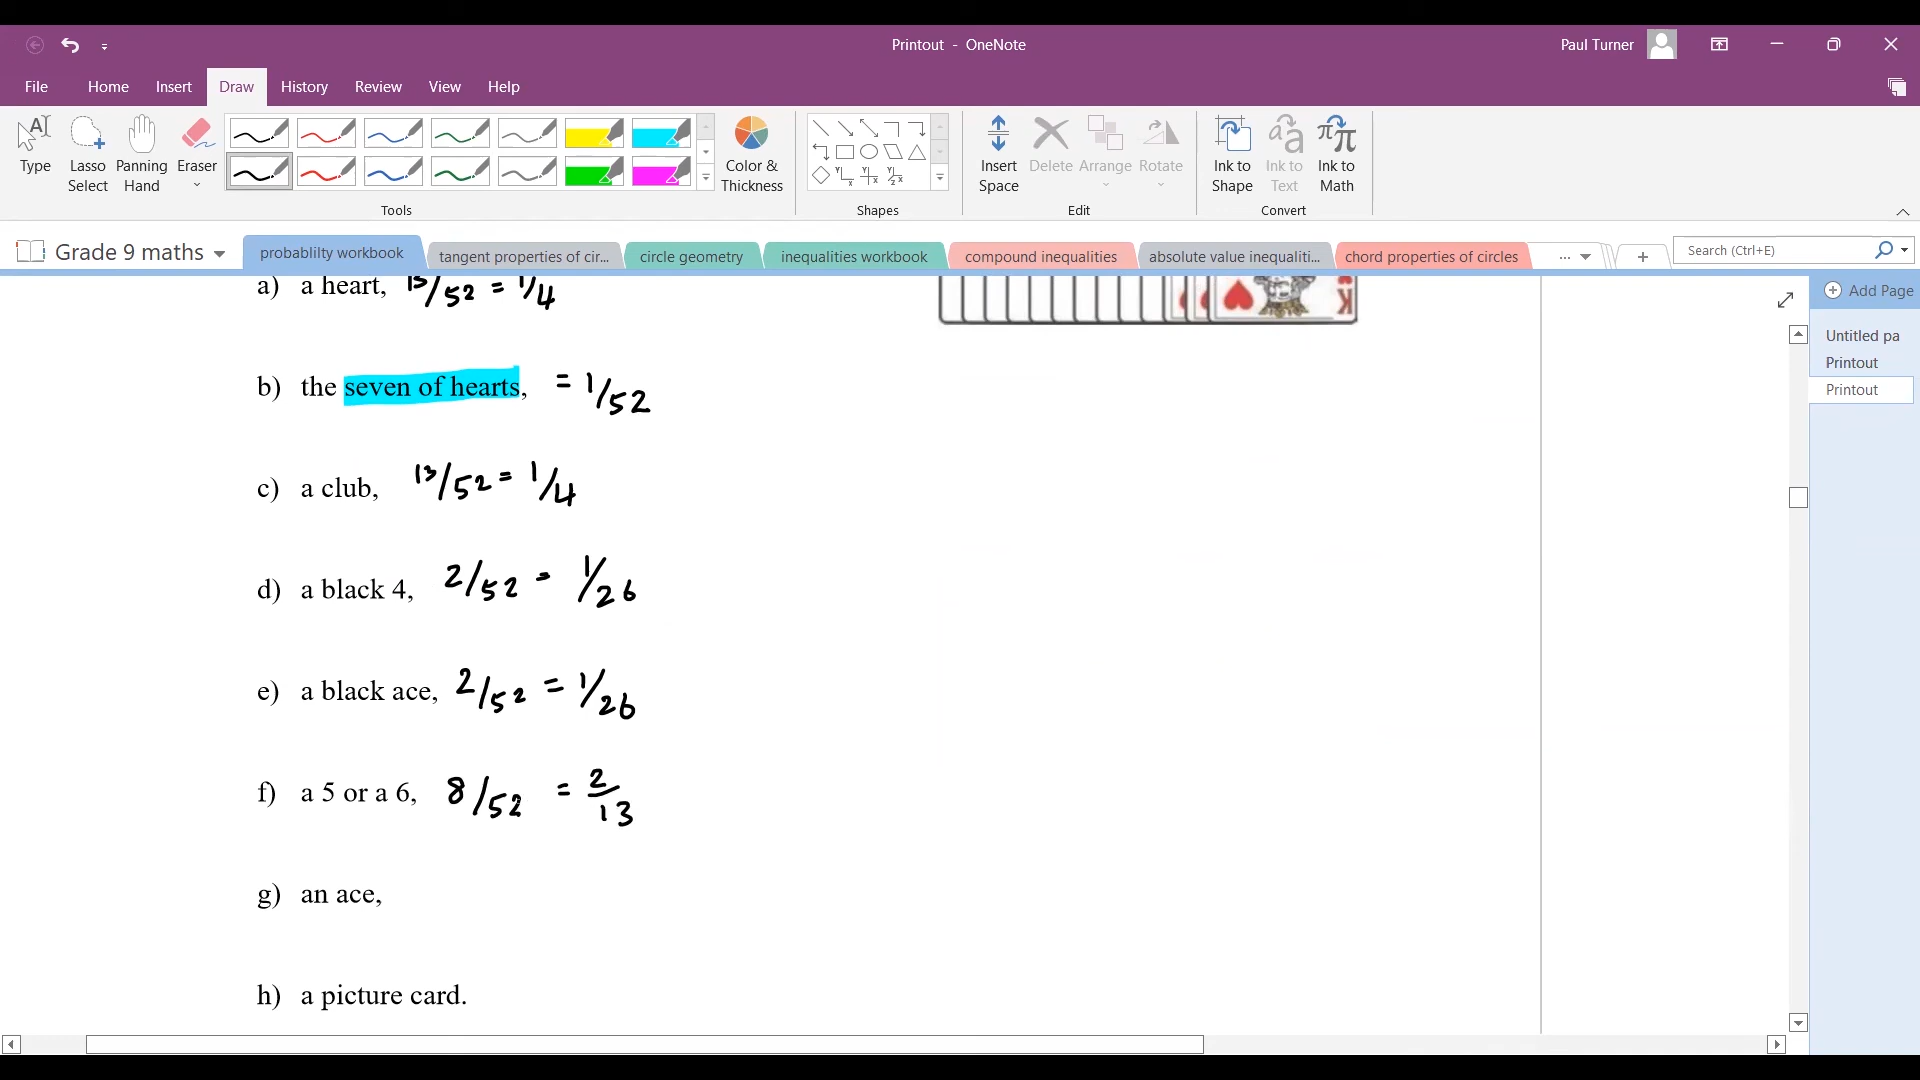 Printout - OneNote
Paul Turner
File Home Insert Draw History Review View Help
Type
Lasso Select
Panning Hand
Eraser
Color & Thickness
Insert Space
Delete
Arrange
Rotate
Ink to Shape
Ink to Text
Ink to Math
Tools
Shapes
Edit
Convert
Grade 9 maths
probablilty workbook
tangent properties of cir...
circle geometry
inequalities workbook
compound inequalities
absolute value inequaliti...
chord properties of circles
...
Search (Ctrl+E)
Add Page
Untitled pa
Printout
Printout
a) a heart, 13/52 = 1/4
K
b) the seven of hearts, = 1/52
c) a club, 13/52 = 1/4
d) a black 4, 2/52 = 1/26
e) a black ace, 2/52 = 1/26
f) a 5 or a 6, 8/52 = 2/13
g) an ace,
h) a picture card.